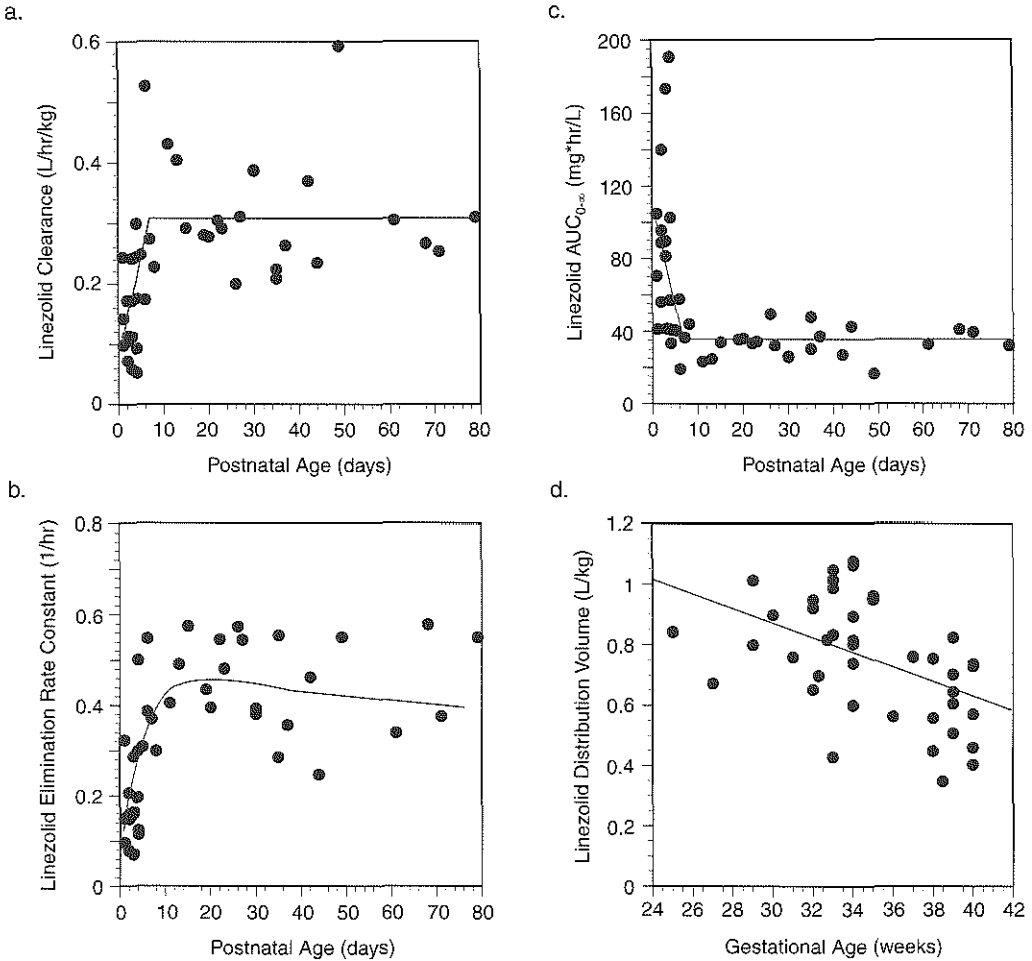 a.
Linezolid Clearance (L/hr/kg)
0.6
0.4
0.2
0
0 10 20 30 40 50 60 70 80
Postnatal Age (days)
c.
Linezolid AUC0-∞ (mg*hr/L)
200
160
120
80
40
0
0 10 20 30 40 50 60 70 80
Postnatal Age (days)
b.
Linezolid Elimination Rate Constant (1/hr)
0.8
0.6
0.4
0.2
0
0 10 20 30 40 50 60 70 80
Postnatal Age (days)
d.
Linezolid Distribution Volume (L/kg)
1.2
1
0.8
0.6
0.4
0.2
0
24 26 28 30 32 34 36 38 40 42
Gestational Age (weeks)